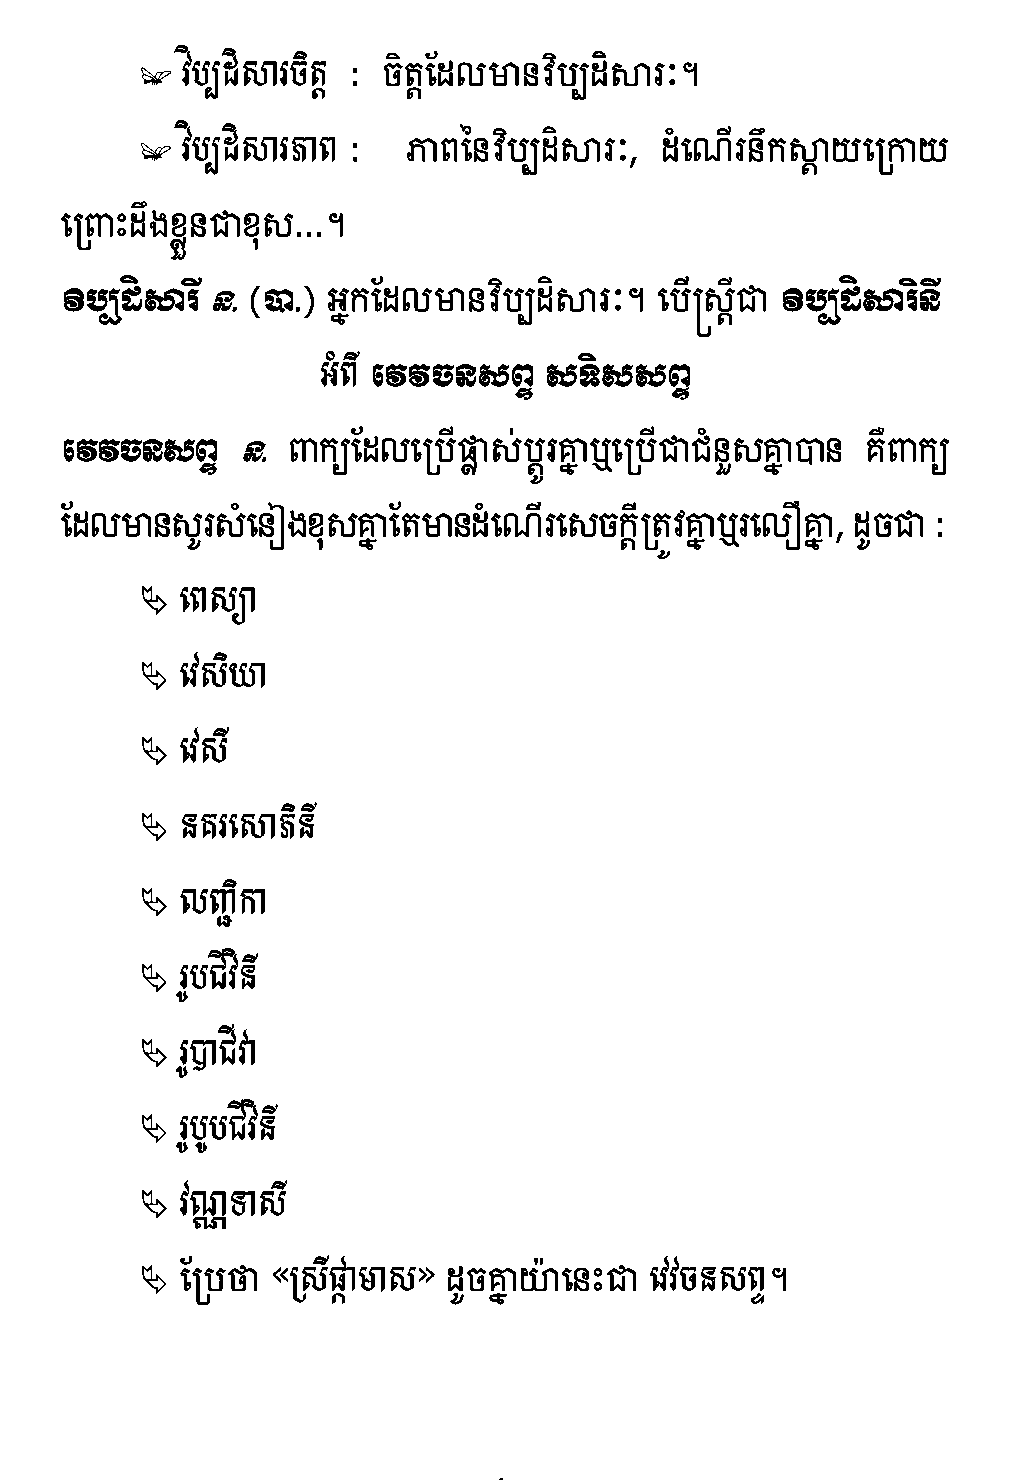 វិប្បដិសារចិត្ត : ចិត្តដែលមានវិប្បដិសារៈ។
វិប្បដិសារភាព : ភាពនៃវិប្បដិសារៈ, ដំណើរនឹកស្ដាយក្រោយ
ព្រោះដឹងខ្លួនជាខុស...។
វិប្បដិសារី ន. (បា.) អ្នកដែលមានវិប្បដិសារៈ។ បើស្ត្រីជា វិប្បដិសារិនី
អំពី វេវចនសព្ទ សទិសសព្ទ
វេវចនសព្ទ ន. ពាក្យដែលប្រើផ្លាស់ប្ដូរគ្នាឬប្រើជាជំនួសគ្នាបាន គឺពាក្យ
ដែលមានសូរសំនៀងខុសគ្នាតែមានដំណើរសេចក្ដីត្រូវគ្នាឬរលឿគ្នា, ដូចជា :
ពេស្យា
វេសិយា
វេសី
នគរសោភិនី
លញ្ជិកា
រូបជីវិនី
រូបាជីវា
រូបូបជីវិនី
វណ្ណទាសី
ប្រែថា «ស្រីផ្កាមាស» ដូចគ្នាយ៉ានេះជា វេវចនសព្ទ។